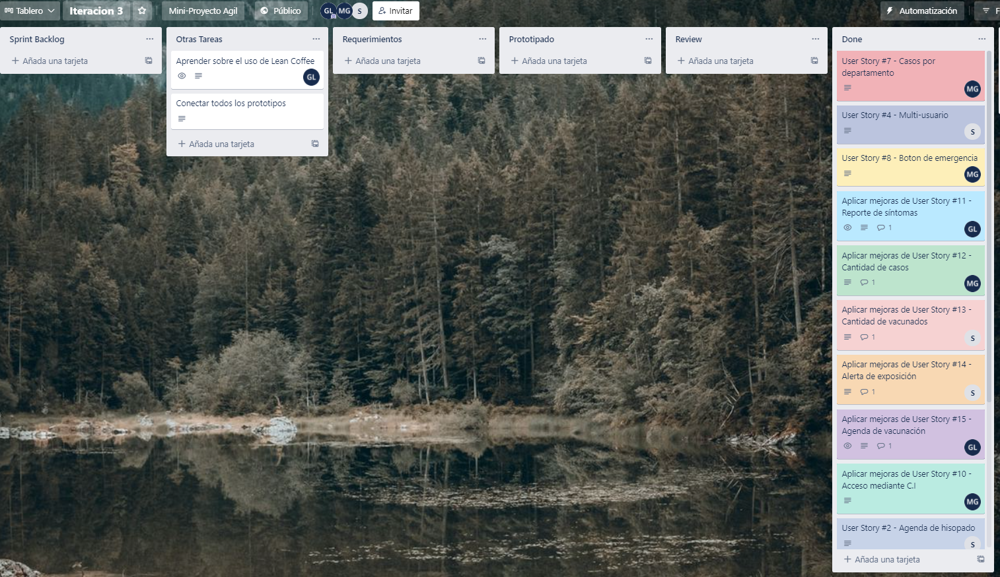 Tablero
Iteracion 3
Mini-Proyecto Agil
Público
GL
MG
S
Invitar
Automatización
F
Sprint Backlog
Añada una tarjeta
Otras Tareas
Aprender sobre el uso de Lean Coffee
GL
Conectar todos los prototipos
Añada una tarjeta
Requerimientos
Añada una tarjeta
Prototipado
Añada una tarjeta
Review
Añada una tarjeta
Done
User Story #7 - Casos por
departamento
MG
User Story #4 - Multi-usuario
S
User Story #8 - Boton de emergencia
MG
Aplicar mejoras de User Story #11 -
Reporte de síntomas
1
GL
Aplicar mejoras de User Story #12 -
Cantidad de casos
1
MG
Aplicar mejoras de User Story #13 -
Cantidad de vacunados
1
S
Aplicar mejoras de User Story #14 -
Alerta de exposición
1
S
Aplicar mejoras de User Story #15 -
Agenda de vacunación
1
GL
Aplicar mejoras de User Story #10 -
Acceso mediante C.I
MG
User Story #2 - Agenda de hisopado
S
Añada una tarjeta